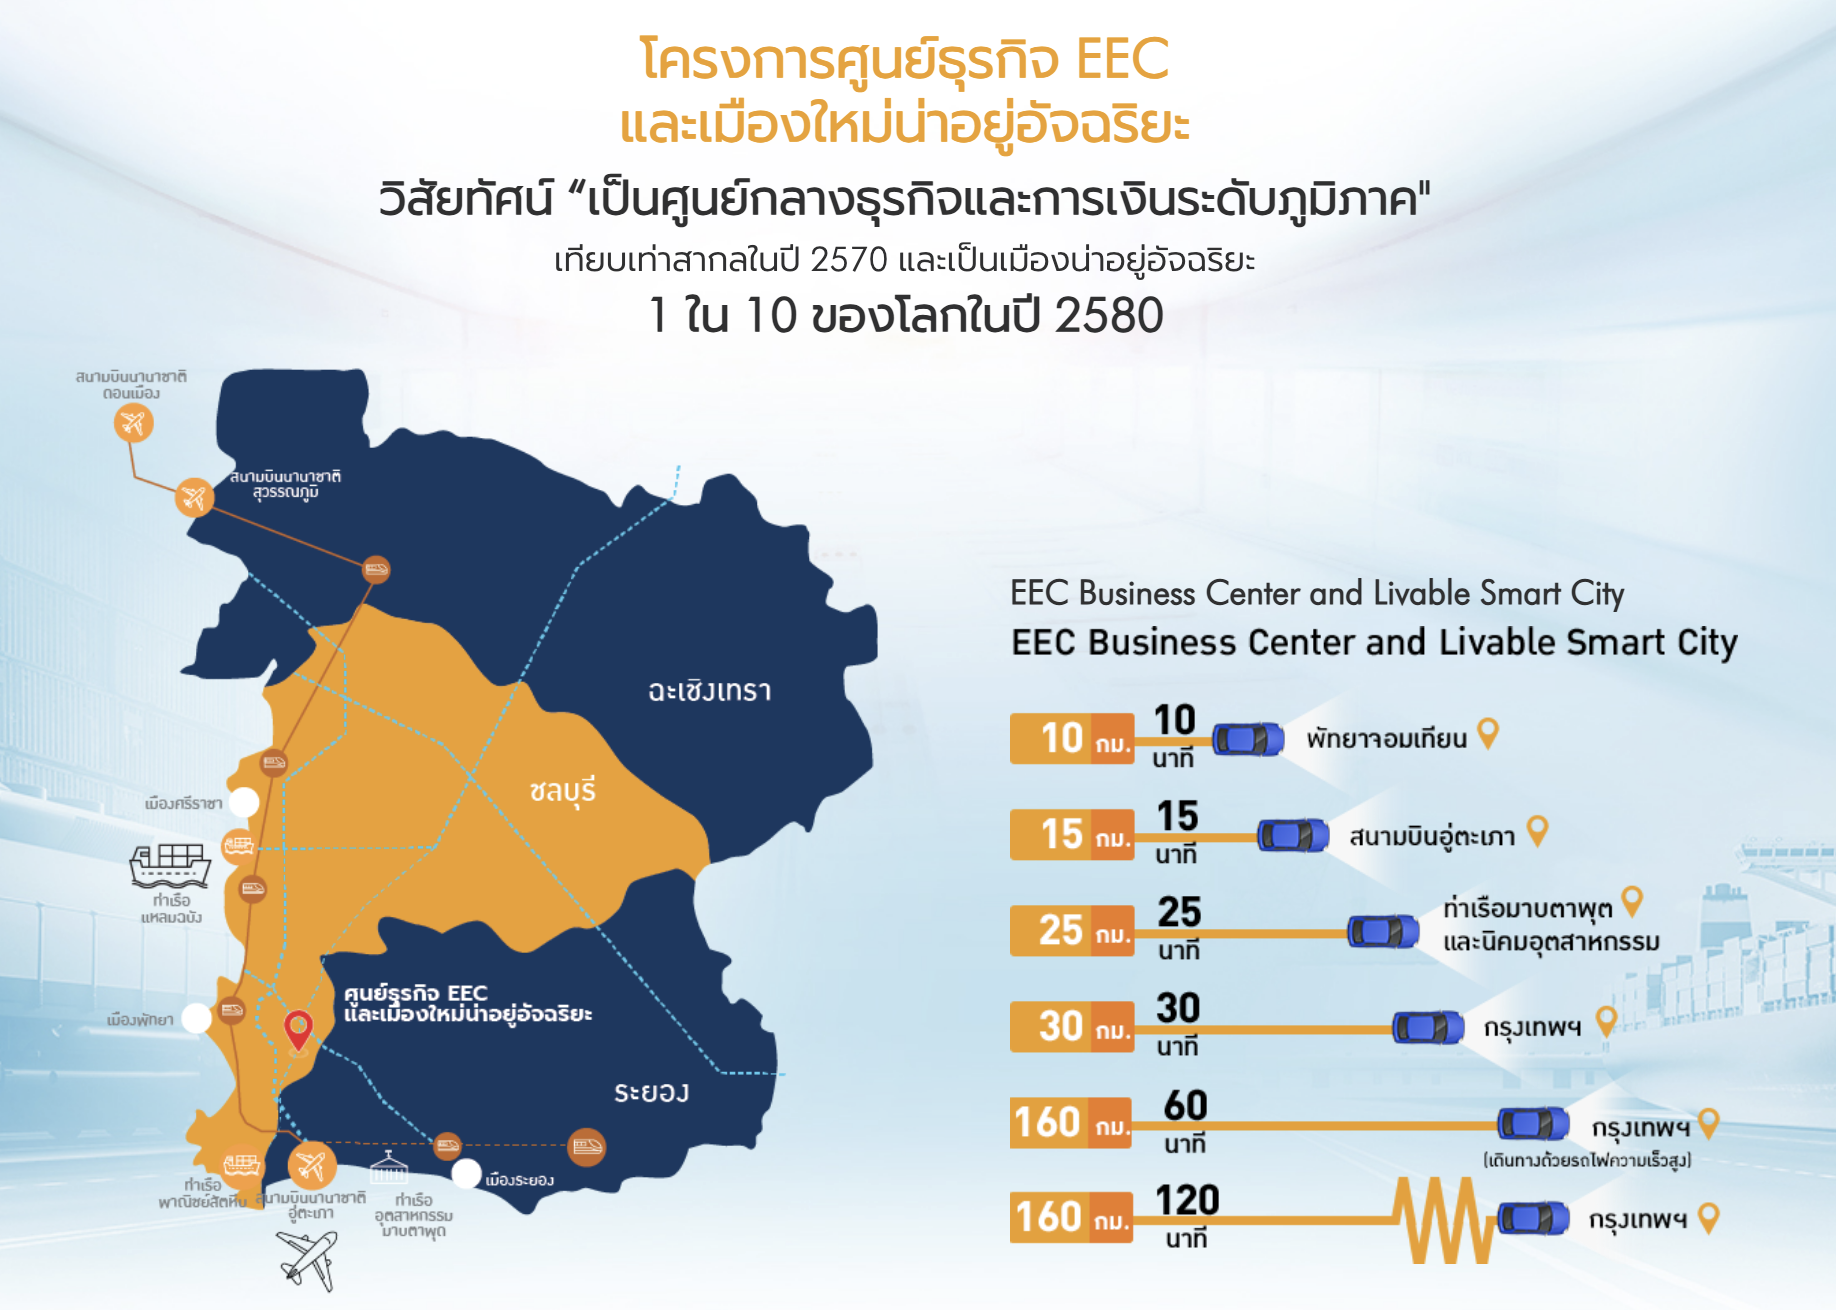 โครงการศูนย์ธุรกิจ EEC
และเมืองใหม่น่าอยู่อัจฉริยะ
วิสัยทัศน์ “เป็นศูนย์กลางธุรกิจและการเงินระดับภูมิภาค"
เทียบเท่าสากลในปี 2570 และเป็นเมืองน่าอยู่อัจฉริยะ
1 ใน 10 ของโลกในปี 2580
สนามบินนานาชาติ
ดอนเมือง
สนามบินนานาชาติ
สุวรรณภูมิ
ฉะเชิงเทรา
ชลบุรี
เมืองศรีราชา
ท่าเรือ
แหลมฉบัง
เมืองพัทยา
ศูนย์ธุรกิจ EEC
และเมืองใหม่น่าอยู่อัจฉริยะ
ระยอง
เมืองระยอง
ท่าเรือ
พาณิชย์สัตหีบ
สนามบินนานาชาติ
อู่ตะเภา
ท่าเรือ
อุตสาหกรรม
มาบตาพุด
EEC Business Center and Livable Smart City
EEC Business Center and Livable Smart City
10 กม. 10 นาที พัทยาจอมเทียน
15 กม. 15 นาที สนามบินอู่ตะเภา
25 กม. 25 นาที ท่าเรือมาบตาพุต
และนิคมอุตสาหกรรม
30 กม. 30 นาที กรุงเทพฯ
160 กม. 60 นาที กรุงเทพฯ
(เดินทางด้วยรถไฟความเร็วสูง)
160 กม. 120 นาที กรุงเทพฯ